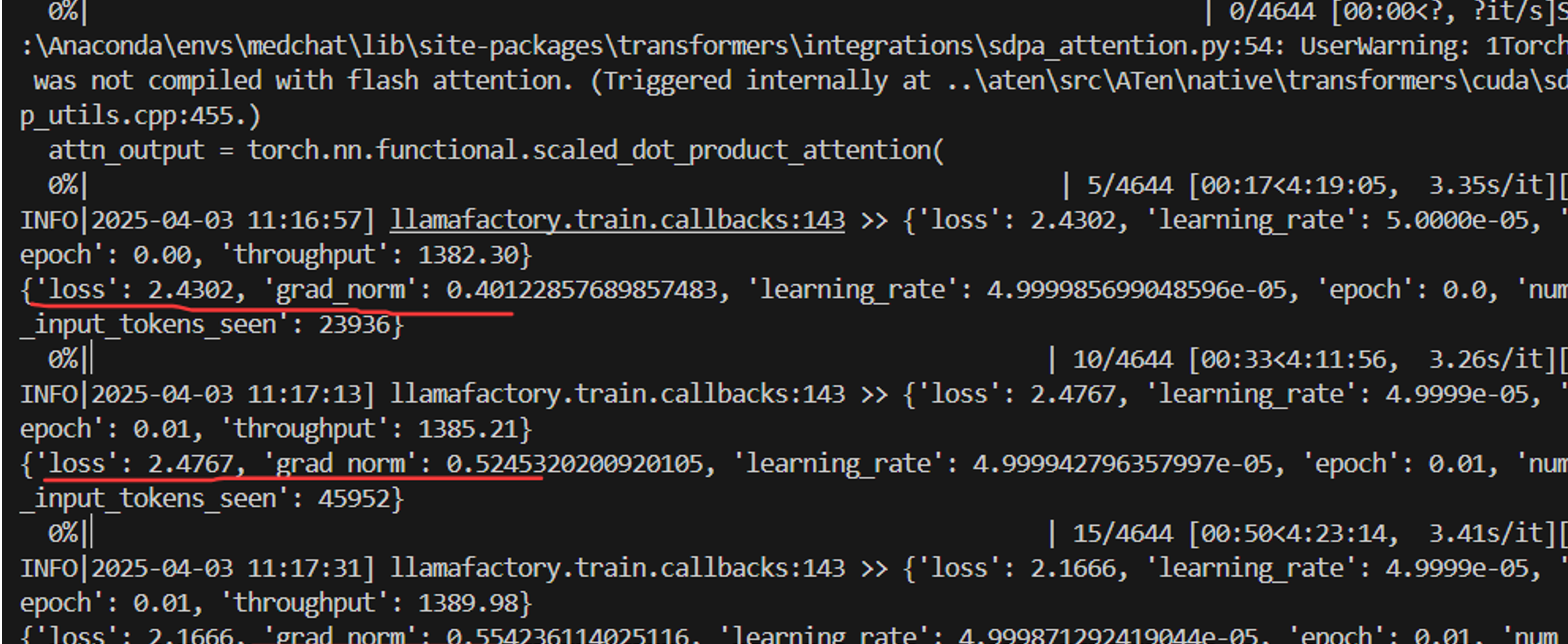 0%| | 0/4644 [00:00<?, ?it/s]S
:\Anaconda\envs\medchat\lib\site-packages\transformers\integrations\sdpa_attention.py:54: UserWarning: 1Torch
was not compiled with flash attention. (Triggered internally at ..\aten\src\ATen\native\transformers\cuda\sd
p_utils.cpp:455.)
attn_output = torch.nn.functional.scaled_dot_product_attention(
0%| | 5/4644 [00:17<4:19:05, 3.35s/it][
INFO|2025-04-03 11:16:57] llamafactory.train.callbacks:143 >> {'loss': 2.4302, 'learning_rate': 5.0000e-05, '
epoch': 0.00, 'throughput': 1382.30}
{'loss': 2.4302, 'grad_norm': 0.40122857689857483, 'learning_rate': 4.999985699048596e-05, 'epoch': 0.0, 'num
_input_tokens_seen': 23936}
0%| | 10/4644 [00:33<4:11:56, 3.26s/it][
INFO|2025-04-03 11:17:13] llamafactory.train.callbacks:143 >> {'loss': 2.4767, 'learning_rate': 4.9999e-05, '
epoch': 0.01, 'throughput': 1385.21}
{'loss': 2.4767, 'grad_norm': 0.5245320200920105, 'learning_rate': 4.999942796357997e-05, 'epoch': 0.01, 'num
_input_tokens_seen': 45952}
0%| | 15/4644 [00:50<4:23:14, 3.41s/it][
INFO|2025-04-03 11:17:31] llamafactory.train.callbacks:143 >> {'loss': 2.1666, 'learning_rate': 4.9999e-05, '
epoch': 0.01, 'throughput': 1389.98}
{'loss': 2.1666, 'grad_norm': 0.554236114025116, 'learning_rate': 4.999871292419044e-05, 'epoch': 0.01, 'num